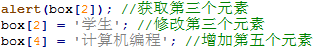 alert(box[2]); //获取第三个元素
box[2] = '学生'; //修改第三个元素
box[4] = '计算机编程'; //增加第五个元素